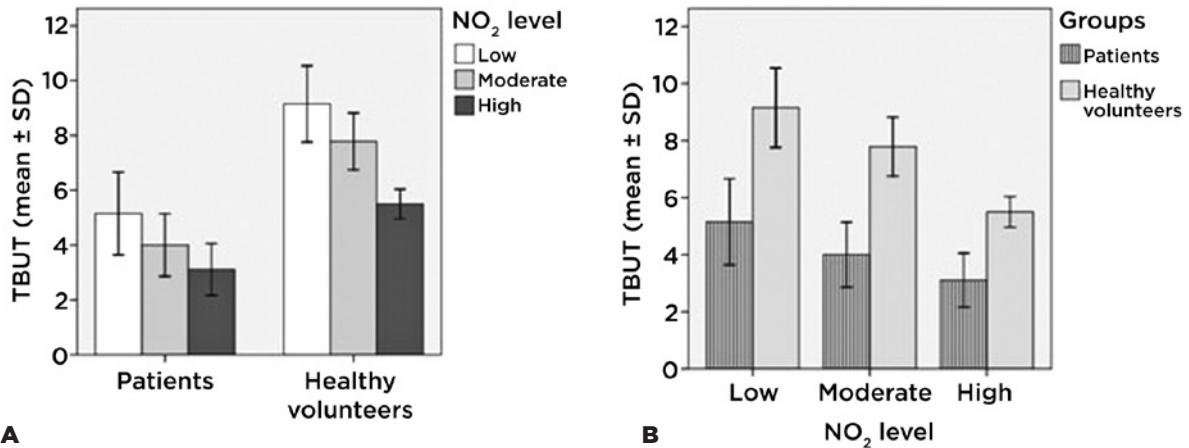 12
10
8
6
4
2
0
TBUT (mean ± SD)
Patients
Healthy
volunteers
NO₂ level
Low
Moderate
High
A
12
10
8
6
4
2
0
TBUT (mean ± SD)
Low
Moderate
High
NO₂ level
Groups
Patients
Healthy
volunteers
B